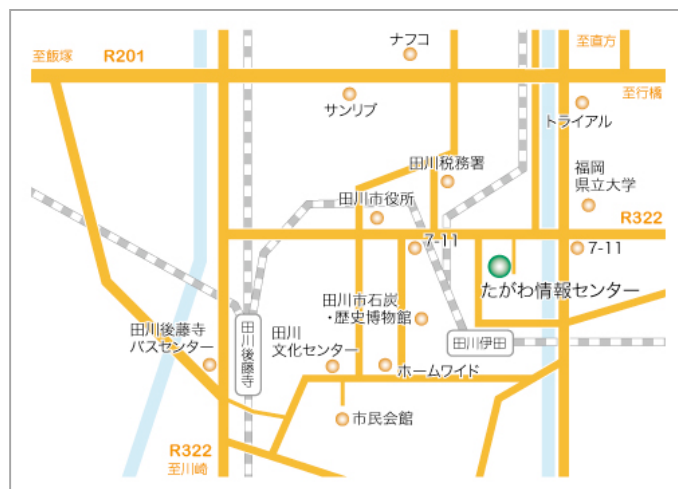 ナフコ
至飯塚
R201
至直方
至行橋
サンリブ
トライアル
田川税務署
福岡
県立大学
田川市役所
R322
7-11
7-11
たがわ情報センター
田川市石炭
・歴史博物館
田川後藤寺
バスセンター
田川後藤寺
田川
文化センター
田川伊田
ホームワイド
市民会館
R322
至川崎